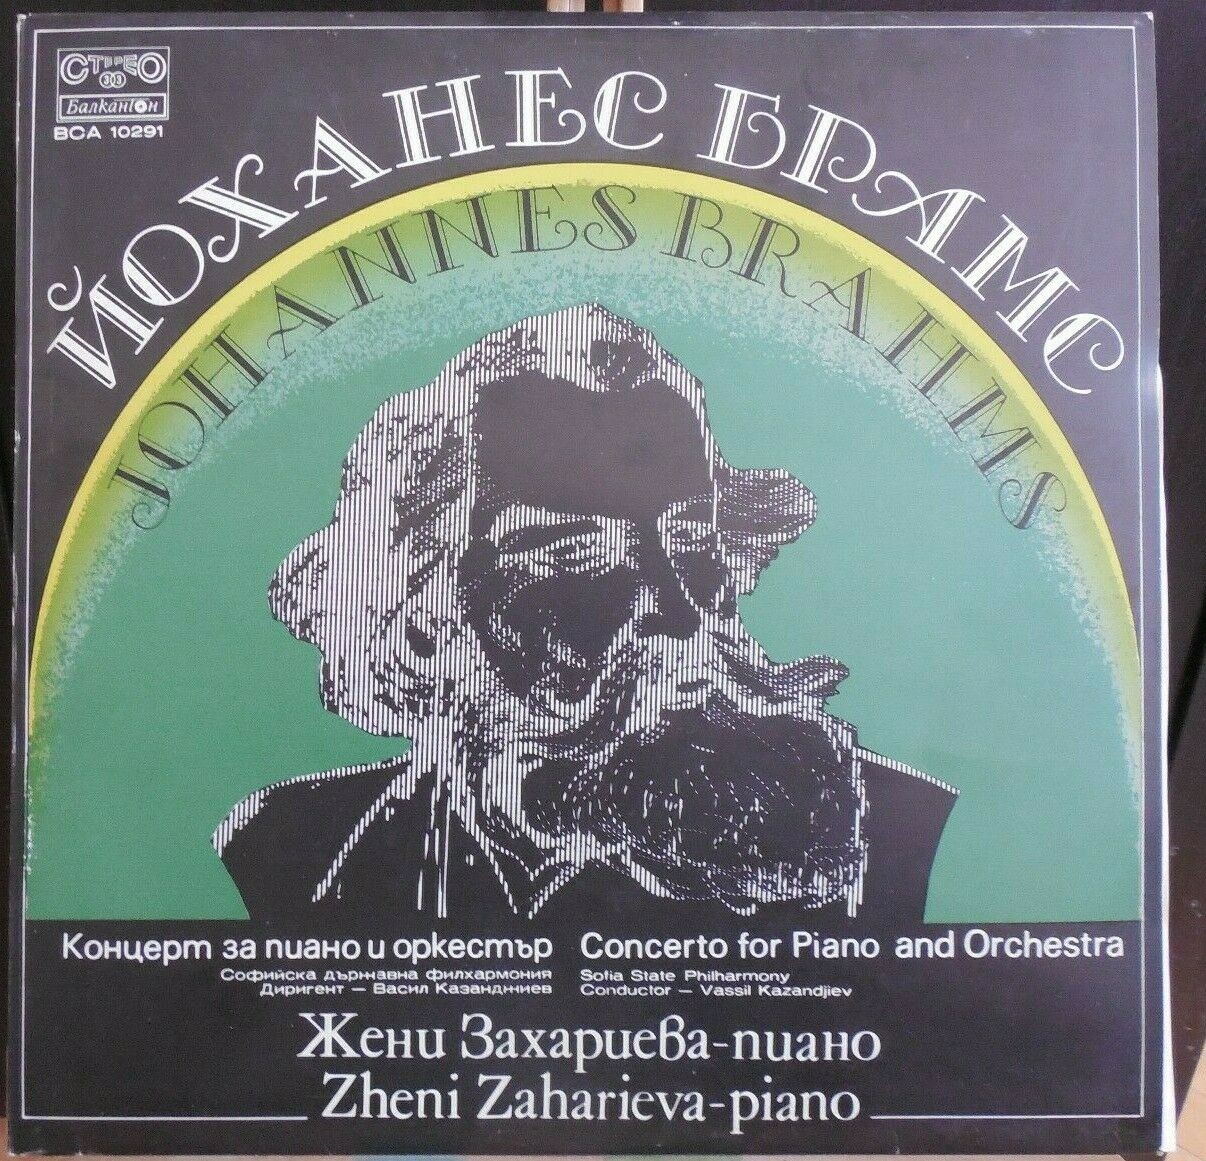 СТЕРЕО
33
Балкантон
ВСА 10291
ЙОХАНЕС БРАМС
JOHANNES BRAHMS
Концерт за пиано и оркестър
Софийска държавна филхармония
Диригент – Васил Казанджиев
Concerto for Piano and Orchestra
Sofia State Philharmony
Conductor – Vassil Kazandjiev
Жени Захариева-пиано
Zheni Zaharieva-piano